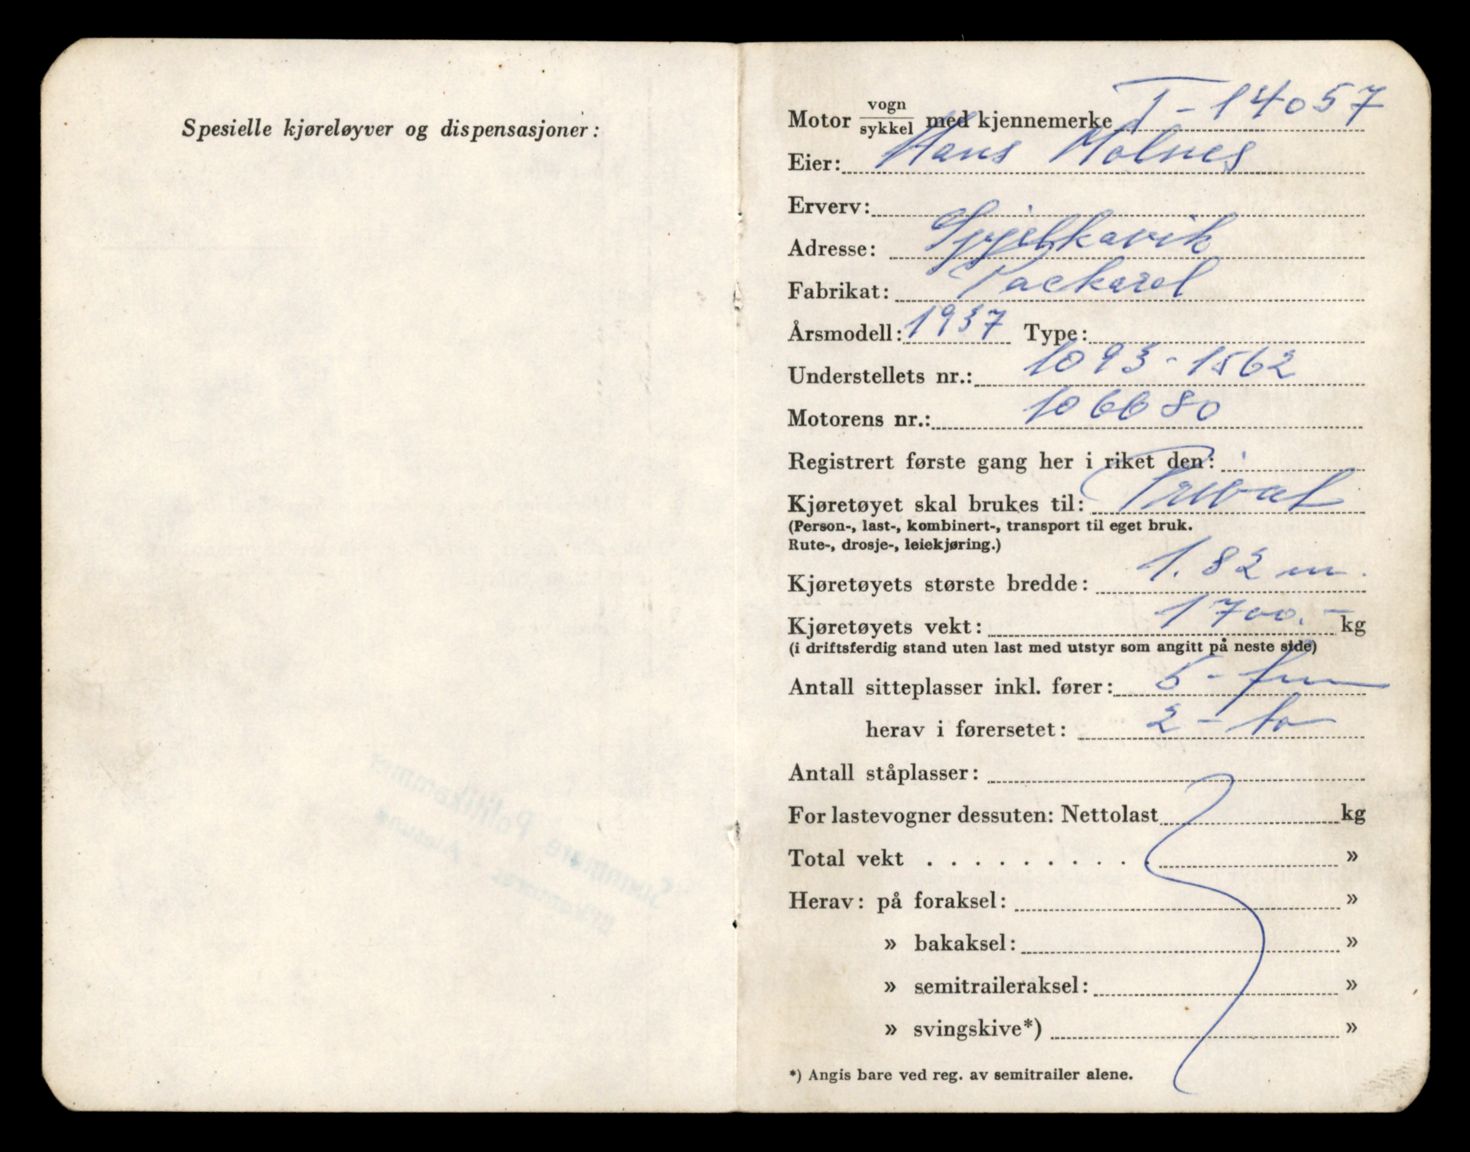 Spesielle kjøreløyver og dispensasjoner:
Motor vogn/sykkel med kjennemerke T-14057
Eier: Hans Molnes
Erverv:
Adresse: Spjelkavik
Fabrikat: Packard
Årsmodell: 1937 Type:
Understellets nr.: 1093-1562
Motorens nr.: 106680
Registrert første gang her i riket den:
Kjøretøyet skal brukes til: Privat
(Person-, last-, kombinert-, transport til eget bruk.
Rute-, drosje-, leiekjøring.)
Kjøretøyets største bredde: 1.82 m.
Kjøretøyets vekt: 1700.- kg
(i driftsferdig stand uten last med utstyr som angitt på neste side)
Antall sitteplasser inkl. fører: 5 - fem
herav i førersetet: 2 - to
Antall ståplasser:
For lastevogner dessuten: Nettolast kg
Total vekt . . . . . . . . . . »
Herav: på foraksel: »
» bakaksel: »
» semitraileraksel: »
» svingskive*) »
*) Angis bare ved reg. av semitrailer alene.